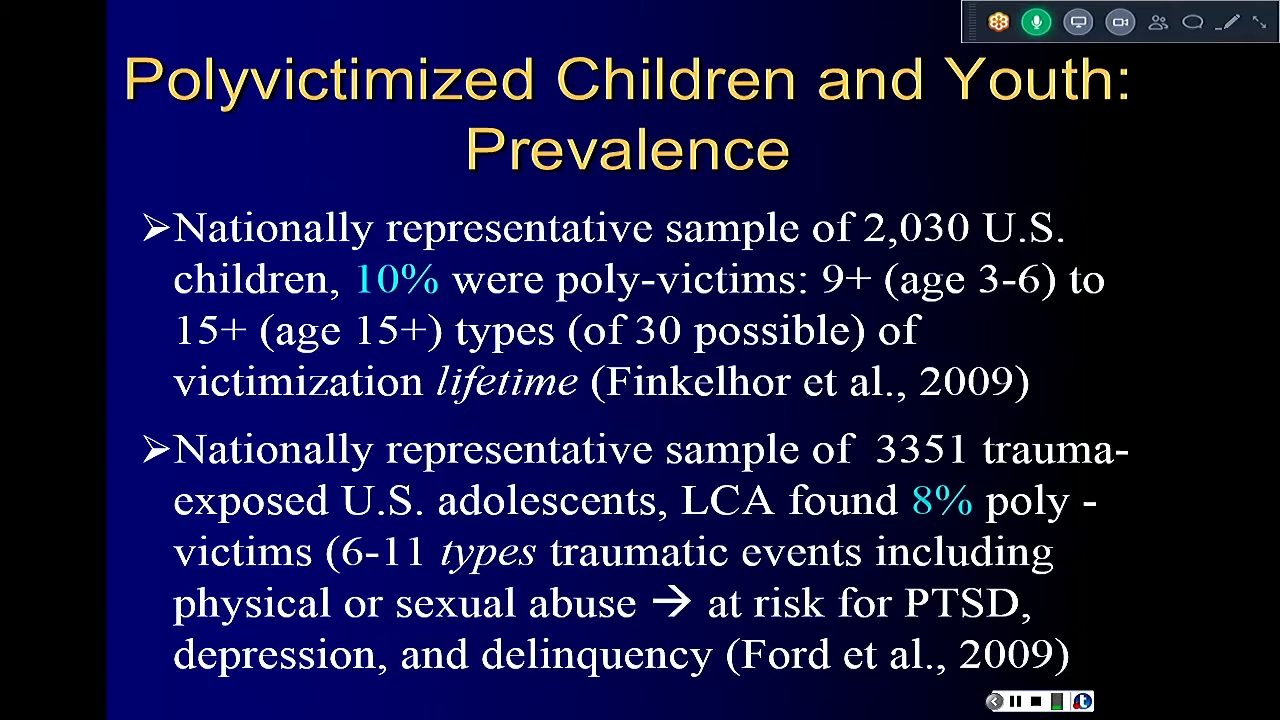 Polyvictimized Children and Youth:
Prevalence
➢Nationally representative sample of 2,030 U.S.
children, 10% were poly-victims: 9+ (age 3-6) to
15+ (age 15+) types (of 30 possible) of
victimization lifetime (Finkelhor et al., 2009)
➢Nationally representative sample of  3351 trauma-
exposed U.S. adolescents, LCA found 8% poly -
victims (6-11 types traumatic events including
physical or sexual abuse → at risk for PTSD,
depression, and delinquency (Ford et al., 2009)